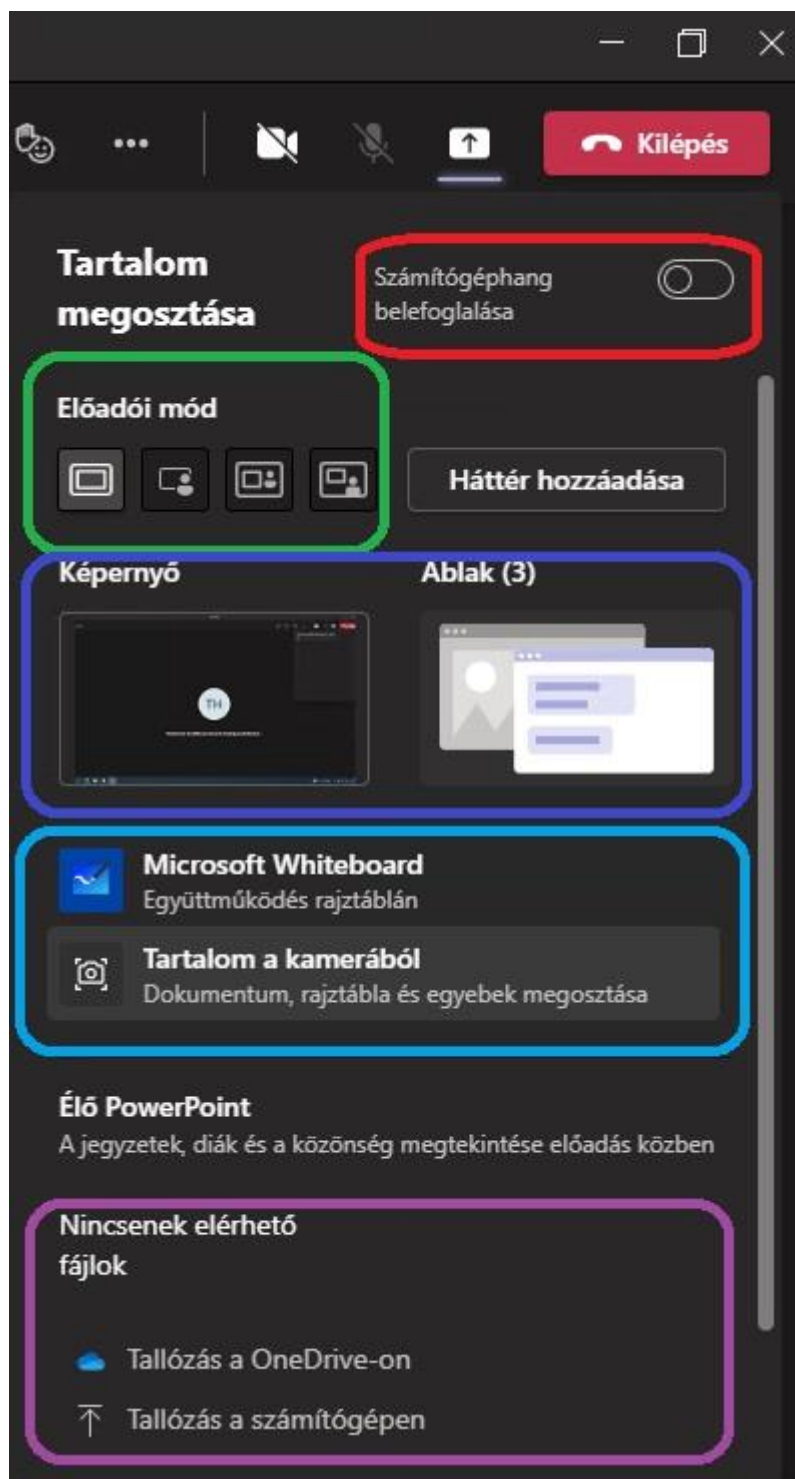 Kilépés
Tartalom
megosztása
Számítógéphang
belefoglalása
Előadói mód
Háttér hozzáadása
Képernyő
Ablak (3)
TH
Microsoft Whiteboard
Együttműködés rajztáblán
Tartalom a kamerából
Dokumentum, rajztábla és egyebek megosztása
Élő PowerPoint
A jegyzetek, diák és a közönség megtekintése előadás közben
Nincsenek elérhető
fájlok
Tallózás a OneDrive-on
Tallózás a számítógépen